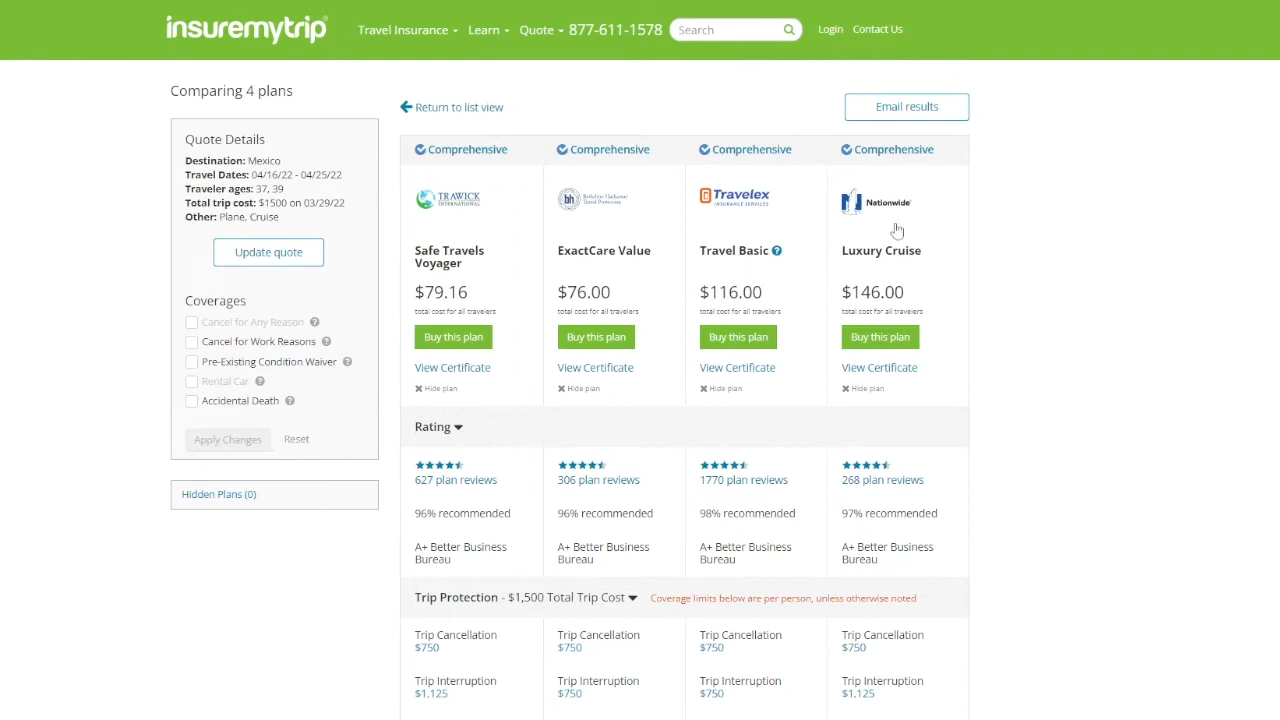 insuremytrip
Travel Insurance
Learn
Quote
877-611-1578
Search
Login
Contact Us
Comparing 4 plans
Quote Details
Destination: Mexico
Travel Dates: 04/16/22 - 04/25/22
Traveler ages: 37, 39
Total trip cost: $1500 on 03/29/22
Other: Plane, Cruise
Update quote
Coverages
Cancel for Any Reason ?
Cancel for Work Reasons ?
Pre-Existing Condition Waiver ?
Rental Car ?
Accidental Death ?
Apply Changes
Reset
Hidden Plans (0)
Return to list view
Email results
Comprehensive
Comprehensive
Comprehensive
Comprehensive
TRAWICK
INTERNATIONAL
bh
Berkshire Hathaway
Travel Protection
Travelex
INSURANCE SERVICES
Nationwide
Safe Travels
Voyager
ExactCare Value
Travel Basic ?
Luxury Cruise
$79.16
$76.00
$116.00
$146.00
total cost for all travelers
total cost for all travelers
total cost for all travelers
total cost for all travelers
Buy this plan
Buy this plan
Buy this plan
Buy this plan
View Certificate
View Certificate
View Certificate
View Certificate
Hide plan
Hide plan
Hide plan
Hide plan
Rating
627 plan reviews
306 plan reviews
1770 plan reviews
268 plan reviews
96% recommended
96% recommended
98% recommended
97% recommended
A+ Better Business
Bureau
A+ Better Business
Bureau
A+ Better Business
Bureau
A+ Better Business
Bureau
Trip Protection - $1,500 Total Trip Cost
Coverage limits below are per person, unless otherwise noted
Trip Cancellation
$750
Trip Cancellation
$750
Trip Cancellation
$750
Trip Cancellation
$750
Trip Interruption
$1,125
Trip Interruption
$750
Trip Interruption
$750
Trip Interruption
$1,125